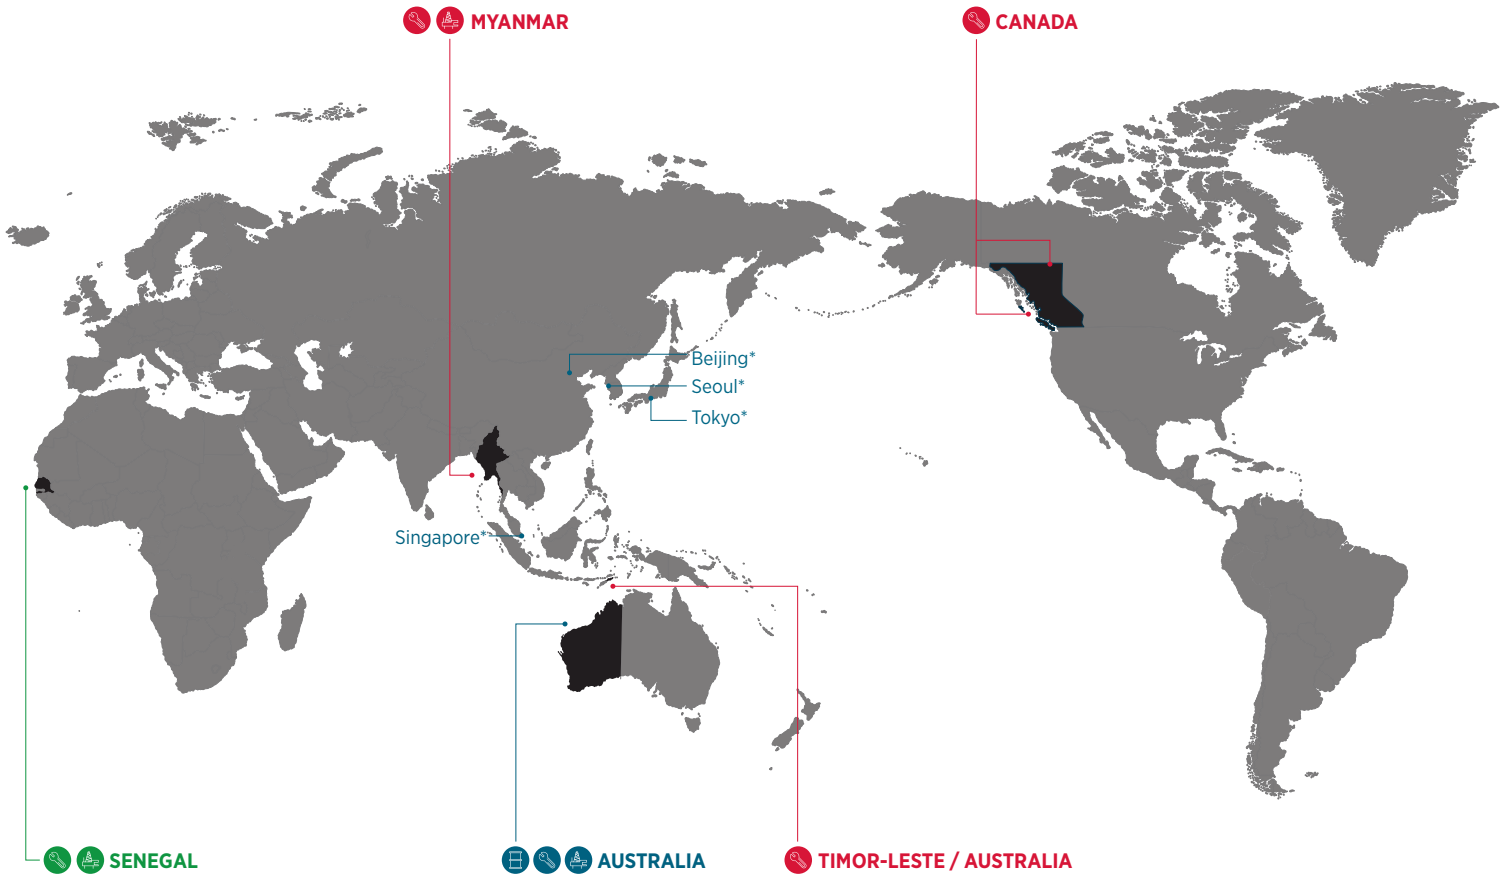 MYANMAR
CANADA
Beijing*
Seoul*
Tokyo*
Singapore*
SENEGAL
AUSTRALIA
TIMOR-LESTE / AUSTRALIA